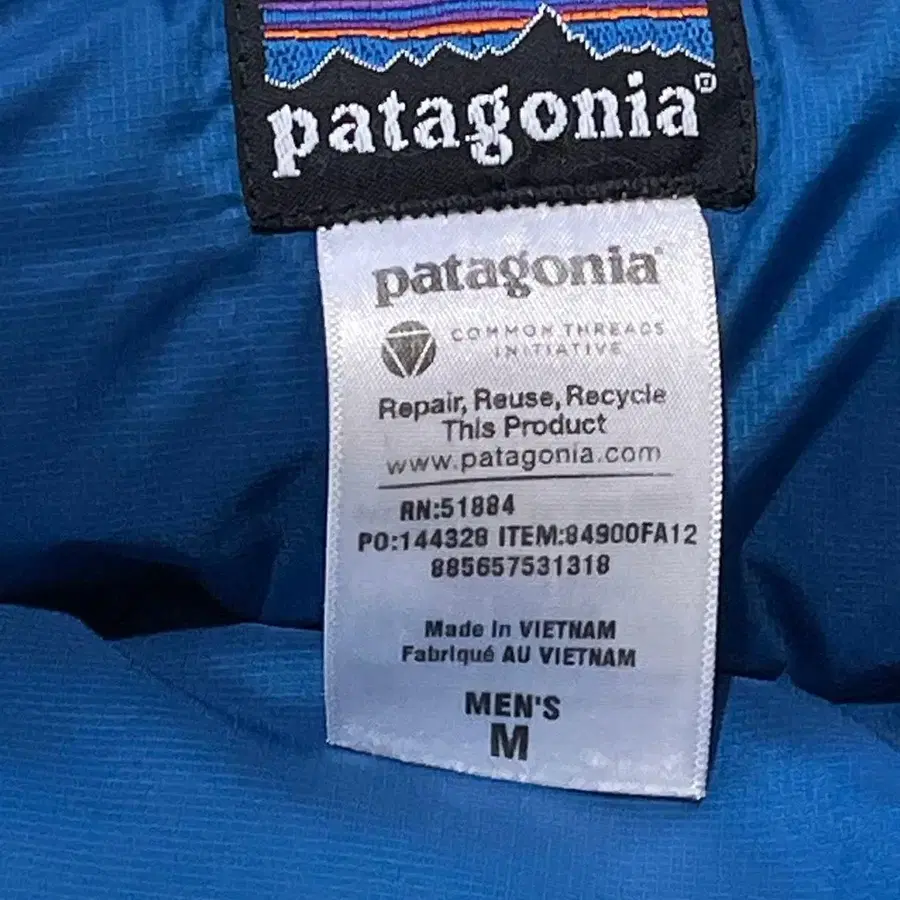 patagonia®
patagonia®
COMMON THREADS
INITIATIVE
Repair, Reuse, Recycle
This Product
www.patagonia.com
RN:51884
PO:144328 ITEM:84900FA12
885657531318
Made in VIETNAM
Fabriqué AU VIETNAM
MEN'S
M